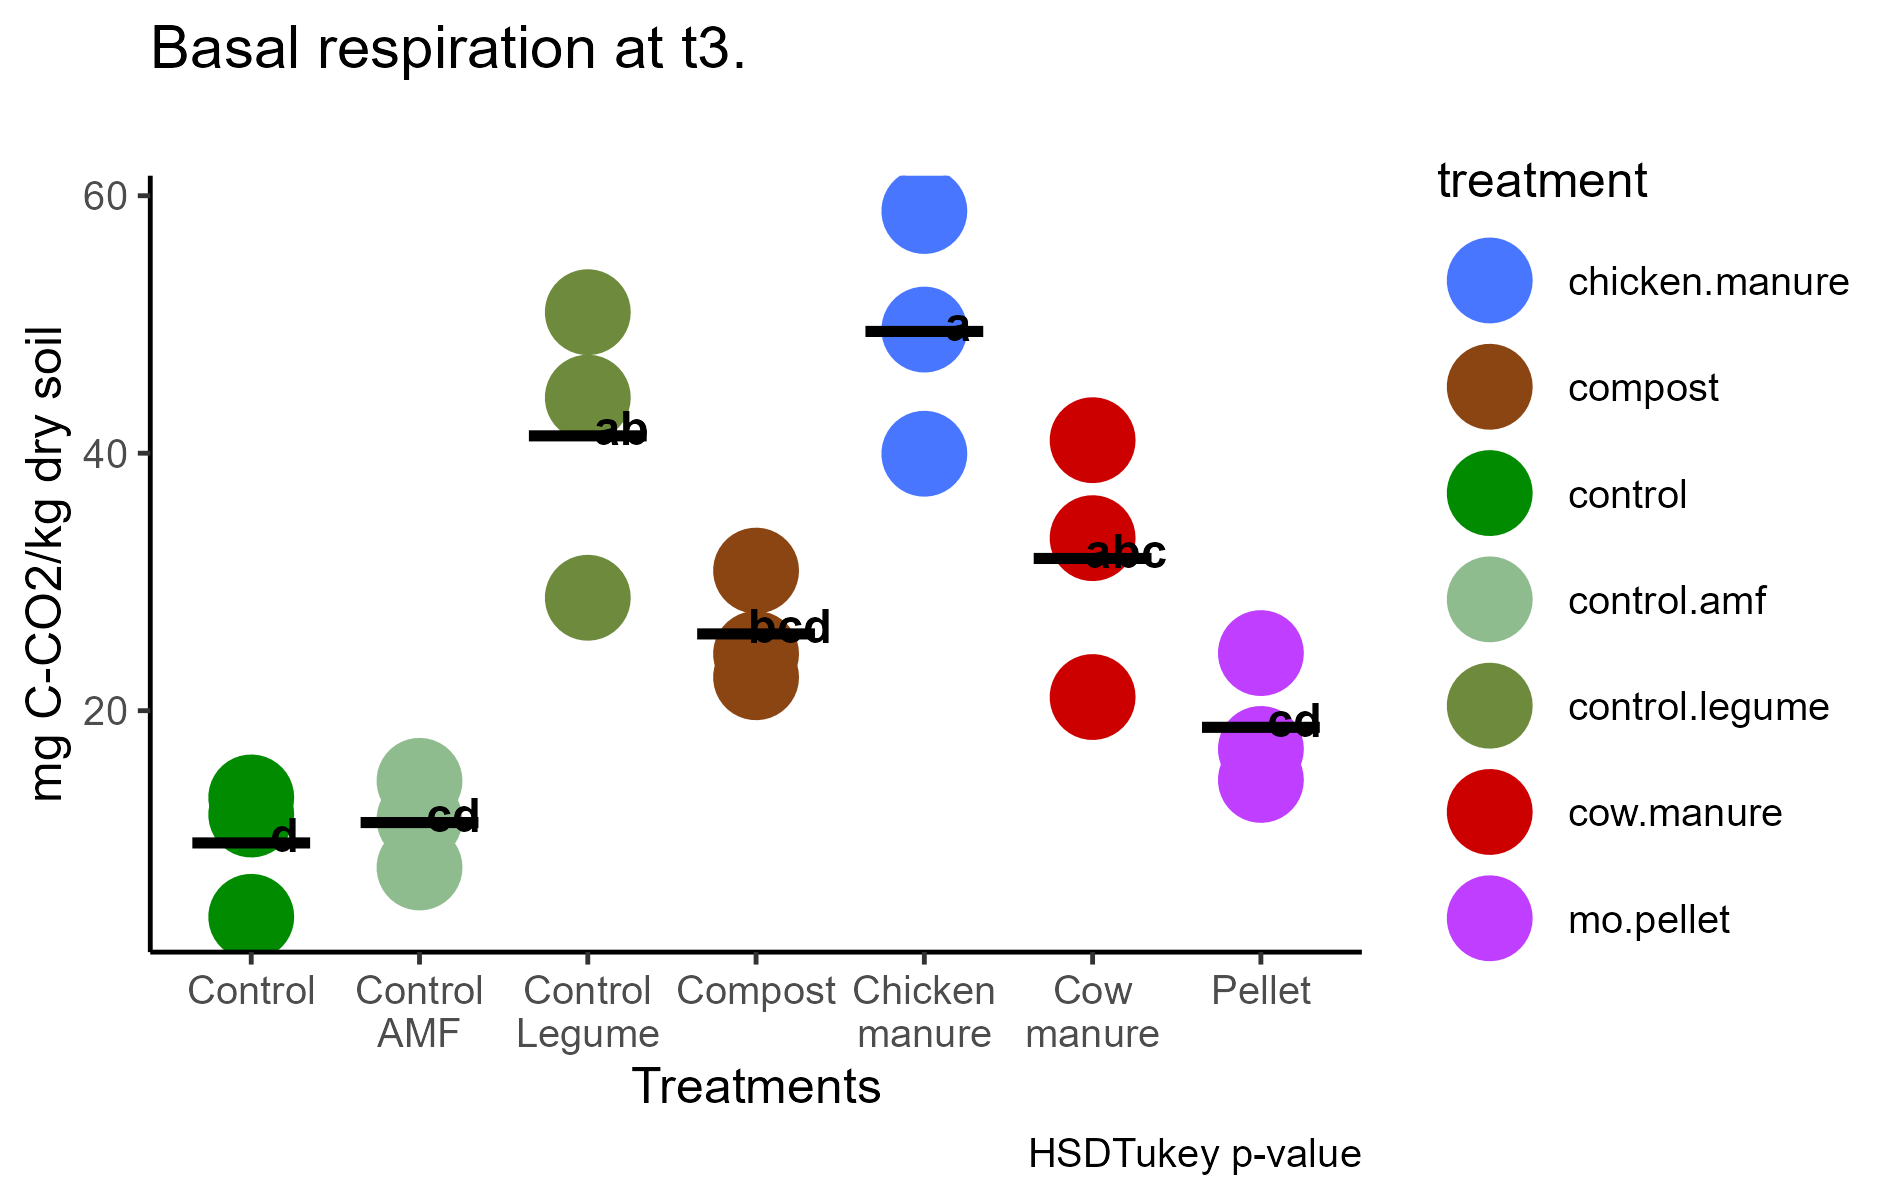 Basal respiration at t3.
mg C-CO2/kg dry soil
60
40
20
a
ab
abc
bcd
cd
cd
d
Control
Control
AMF
Control
Legume
Compost
Chicken
manure
Cow
manure
Pellet
Treatments
HSDTukey p-value
treatment
chicken.manure
compost
control
control.amf
control.legume
cow.manure
mo.pellet